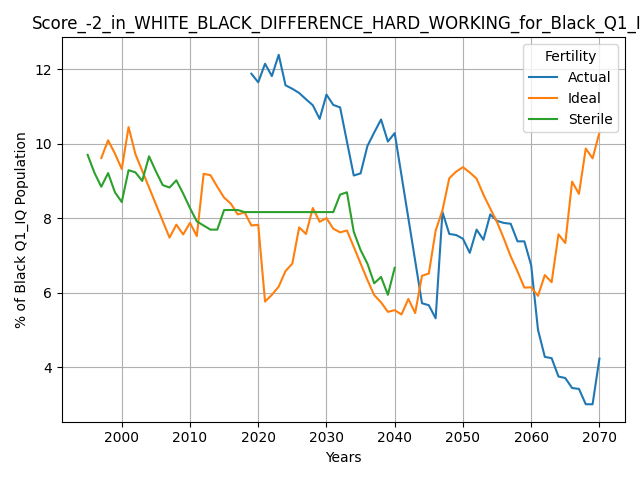 Score_-2_in_WHITE_BLACK_DIFFERENCE_HARD_WORKING_for_Black_Q1_I
Fertility
Actual
Ideal
Sterile
12
10
8
6
4
% of Black Q1_IQ Population
2000 2010 2020 2030 2040 2050 2060 2070
Years